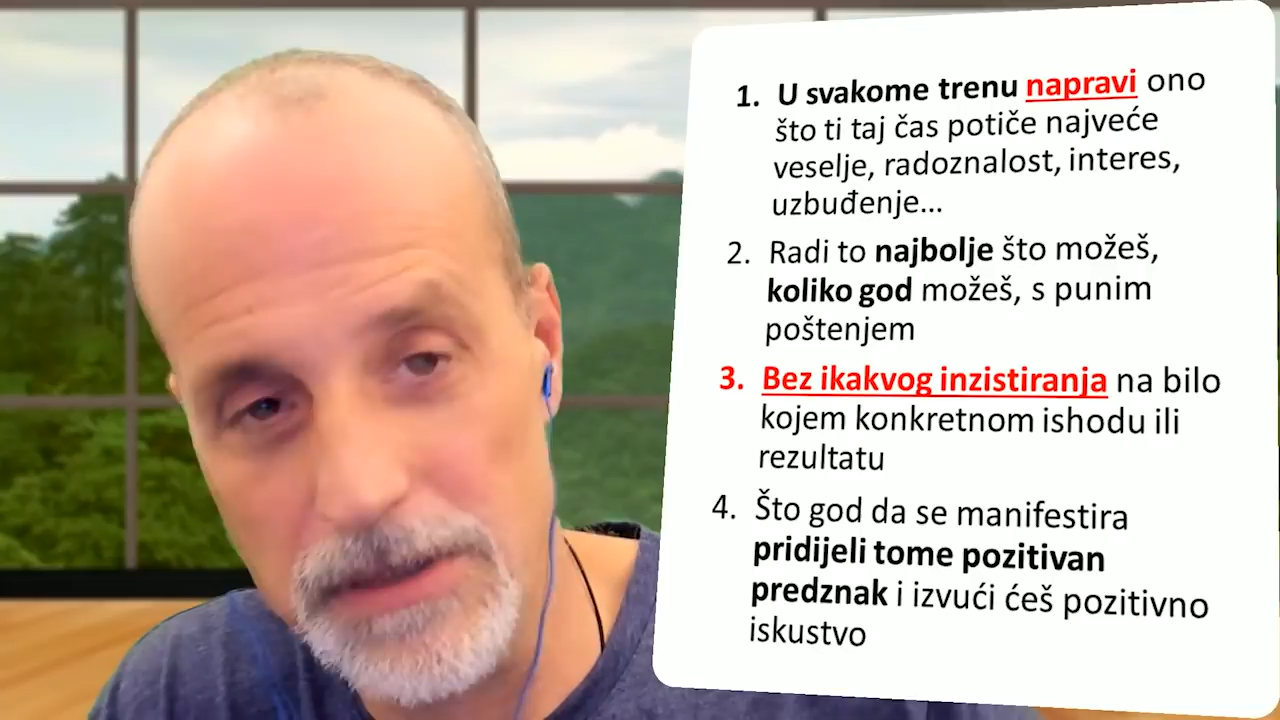 1. U svakome trenu napravi ono
što ti taj čas potiče najveće
veselje, radoznalost, interes,
uzbuđenje...
2. Radi to najbolje što možeš,
koliko god možeš, s punim
poštenjem
3. Bez ikakvog inzistiranja na bilo
kojem konkretnom ishodu ili
rezultatu
4. Što god da se manifestira
pridijeli tome pozitivan
predznak i izvući ćeš pozitivno
iskustvo